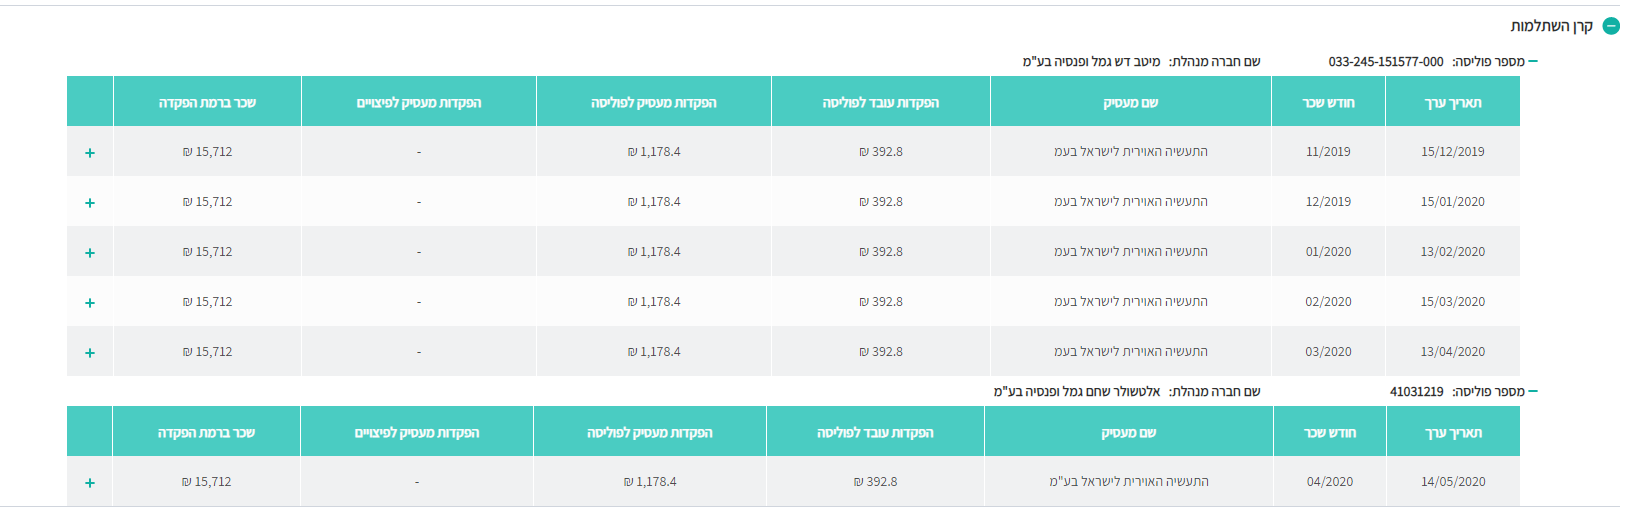 קרן השתלמות
מספר פוליסה: 033-245-151577-000 שם חברה מנהלת: מיטב דש גמל ופנסיה בע"מ
תאריך ערך חודש שכר שם מעסיק הפקדות עובד לפוליסה הפקדות מעסיק לפוליסה הפקדות מעסיק לפיצויים שכר ברמת הפקדה
15/12/2019 11/2019 התעשיה האוירית לישראל בעמ 392.8 ₪ 1,178.4 ₪ - 15,712 ₪ +
15/01/2020 12/2019 התעשיה האוירית לישראל בעמ 392.8 ₪ 1,178.4 ₪ - 15,712 ₪ +
13/02/2020 01/2020 התעשיה האוירית לישראל בעמ 392.8 ₪ 1,178.4 ₪ - 15,712 ₪ +
15/03/2020 02/2020 התעשיה האוירית לישראל בעמ 392.8 ₪ 1,178.4 ₪ - 15,712 ₪ +
13/04/2020 03/2020 התעשיה האוירית לישראל בעמ 392.8 ₪ 1,178.4 ₪ - 15,712 ₪ +
מספר פוליסה: 41031219 שם חברה מנהלת: אלטשולר שחם גמל ופנסיה בע"מ
תאריך ערך חודש שכר שם מעסיק הפקדות עובד לפוליסה הפקדות מעסיק לפוליסה הפקדות מעסיק לפיצויים שכר ברמת הפקדה
14/05/2020 04/2020 התעשיה האוירית לישראל בע"מ 392.8 ₪ 1,178.4 ₪ - 15,712 ₪ +